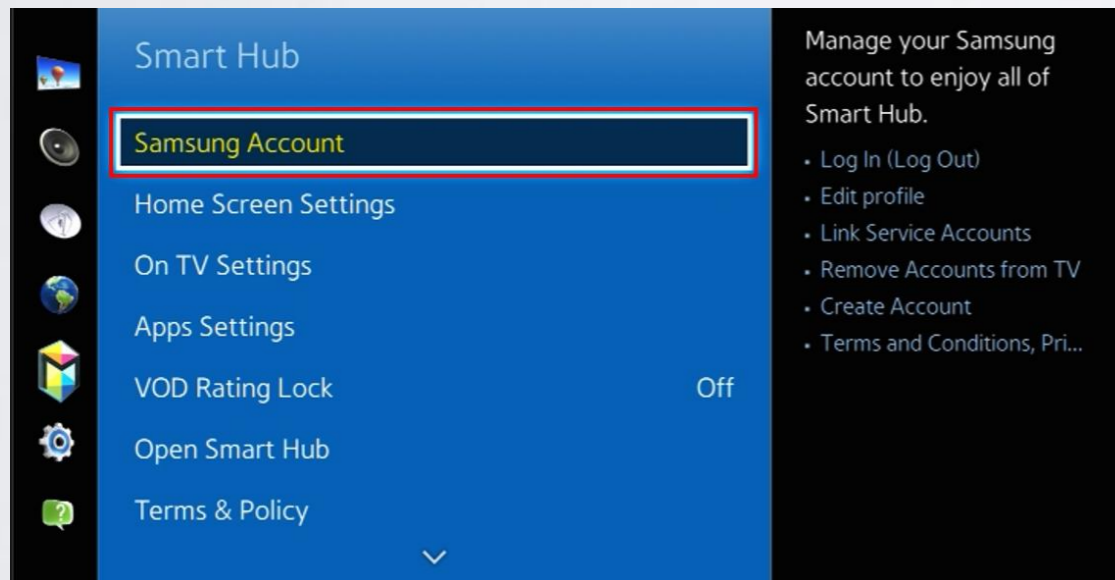 Smart Hub
Samsung Account
Home Screen Settings
On TV Settings
Apps Settings
VOD Rating Lock Off
Open Smart Hub
Terms & Policy
Manage your Samsung
account to enjoy all of
Smart Hub.
• Log In (Log Out)
• Edit profile
• Link Service Accounts
• Remove Accounts from TV
• Create Account
• Terms and Conditions, Pri...